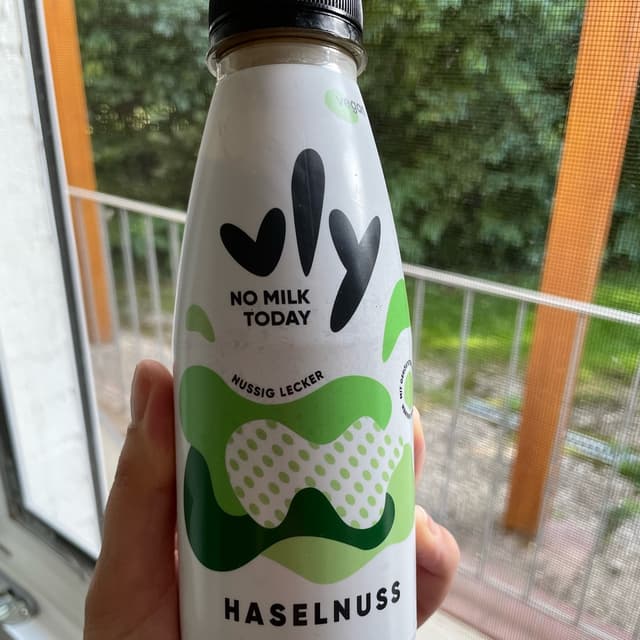 vegan
vly
NO MILK
TODAY
NUSSIG LECKER
HASELNUSS